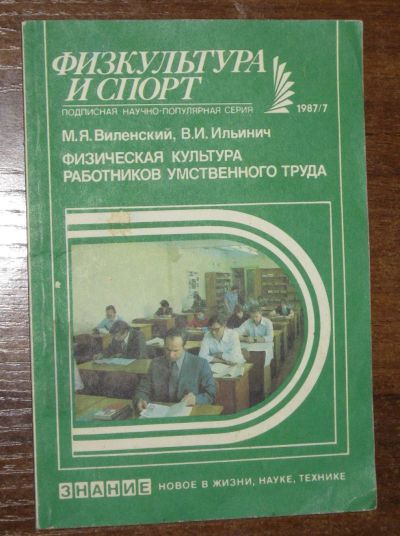 ФИЗКУЛЬТУРА
И СПОРТ
ПОДПИСНАЯ НАУЧНО-ПОПУЛЯРНАЯ СЕРИЯ
1987/7
М.Я.Виленский, В.И.Ильинич
ФИЗИЧЕСКАЯ КУЛЬТУРА
РАБОТНИКОВ УМСТВЕННОГО ТРУДА
ЗНАНИЕ НОВОЕ В ЖИЗНИ, НАУКЕ, ТЕХНИКЕ